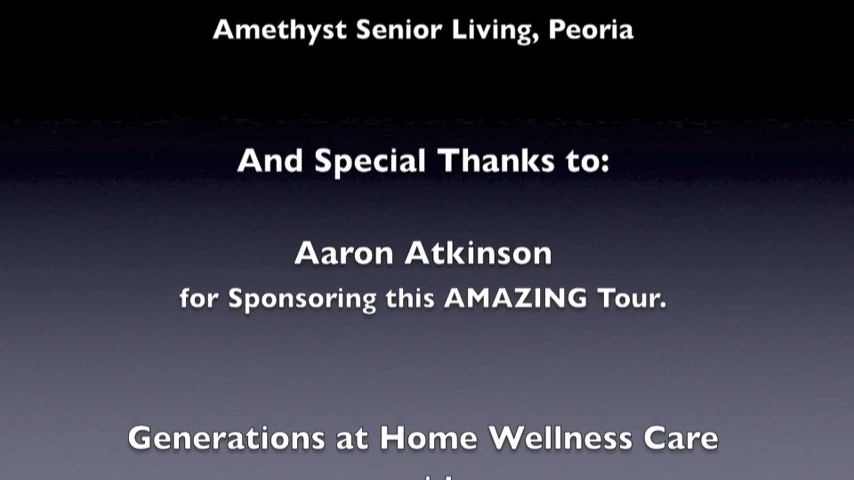 Amethyst Senior Living, Peoria
And Special Thanks to:
Aaron Atkinson
for Sponsoring this AMAZING Tour.
Generations at Home Wellness Care